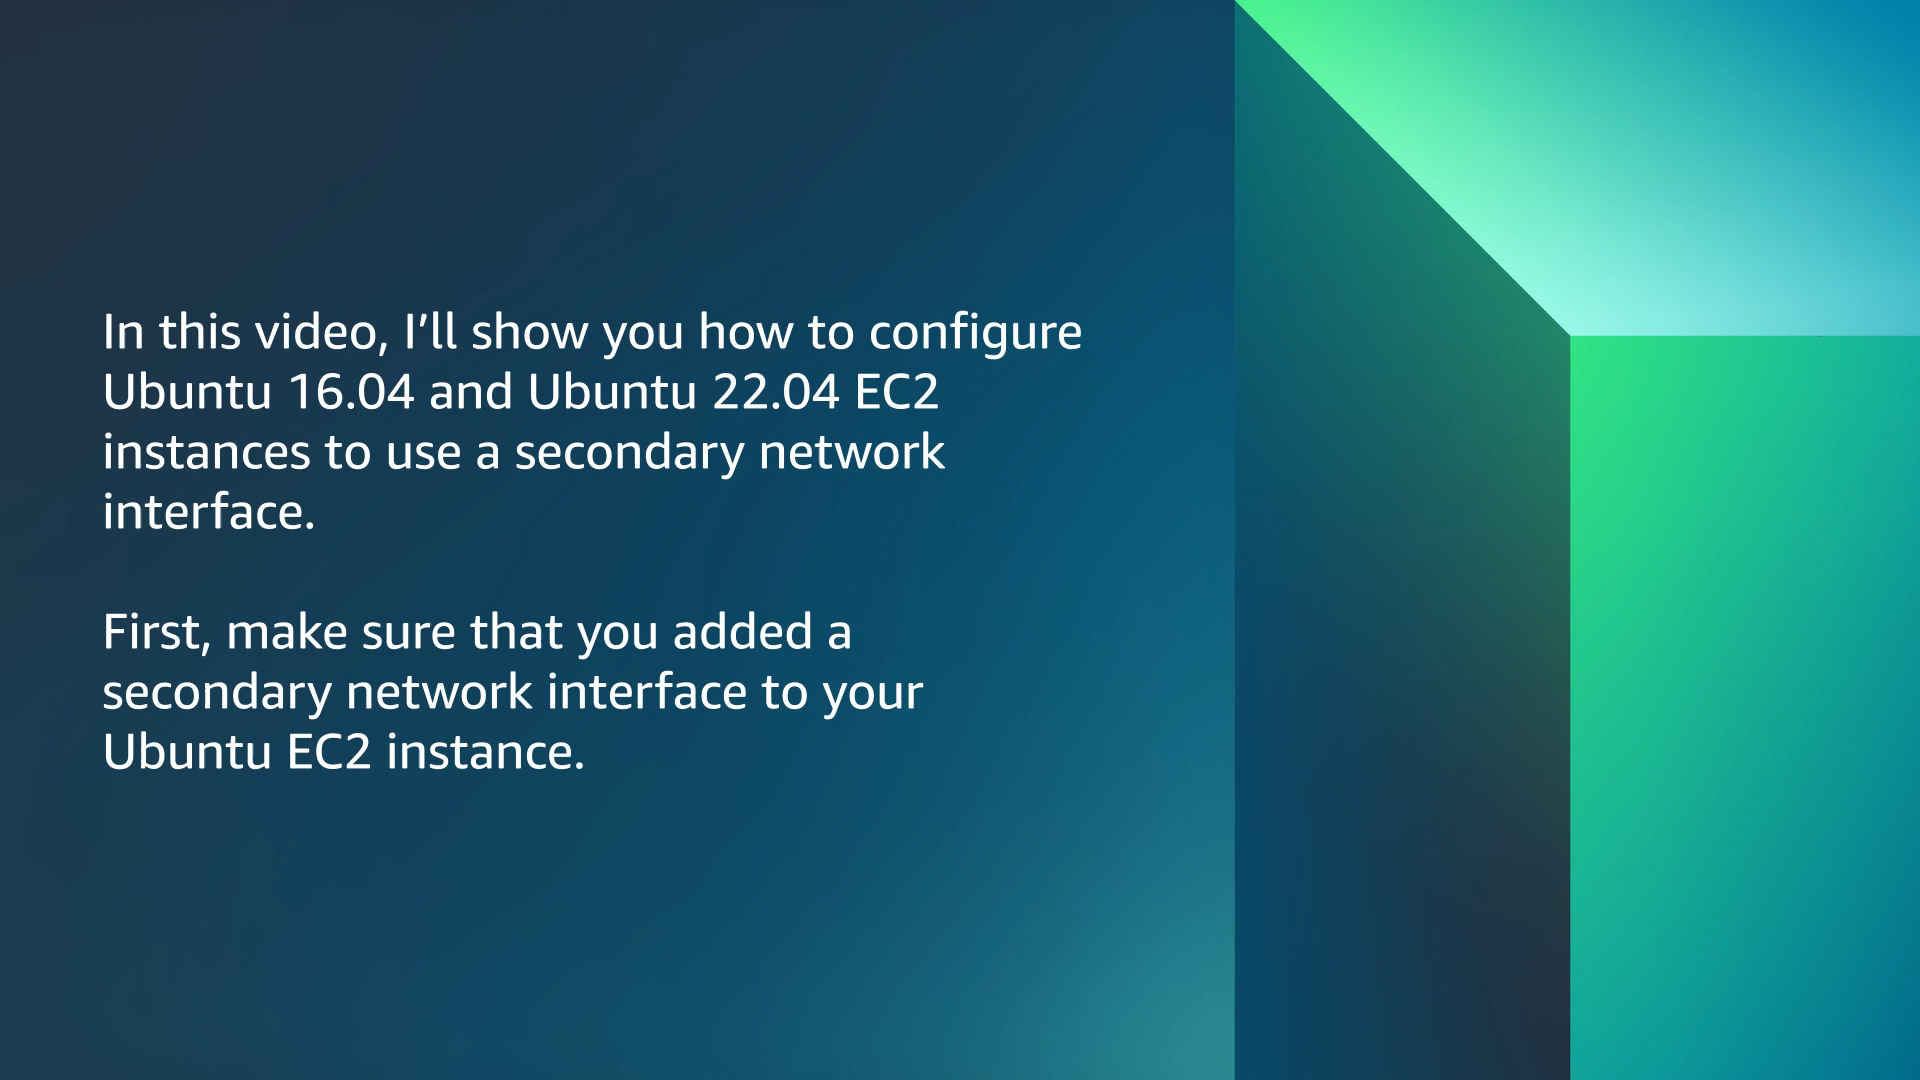 In this video, I’ll show you how to configure
Ubuntu 16.04 and Ubuntu 22.04 EC2
instances to use a secondary network
interface.
First, make sure that you added a
secondary network interface to your
Ubuntu EC2 instance.